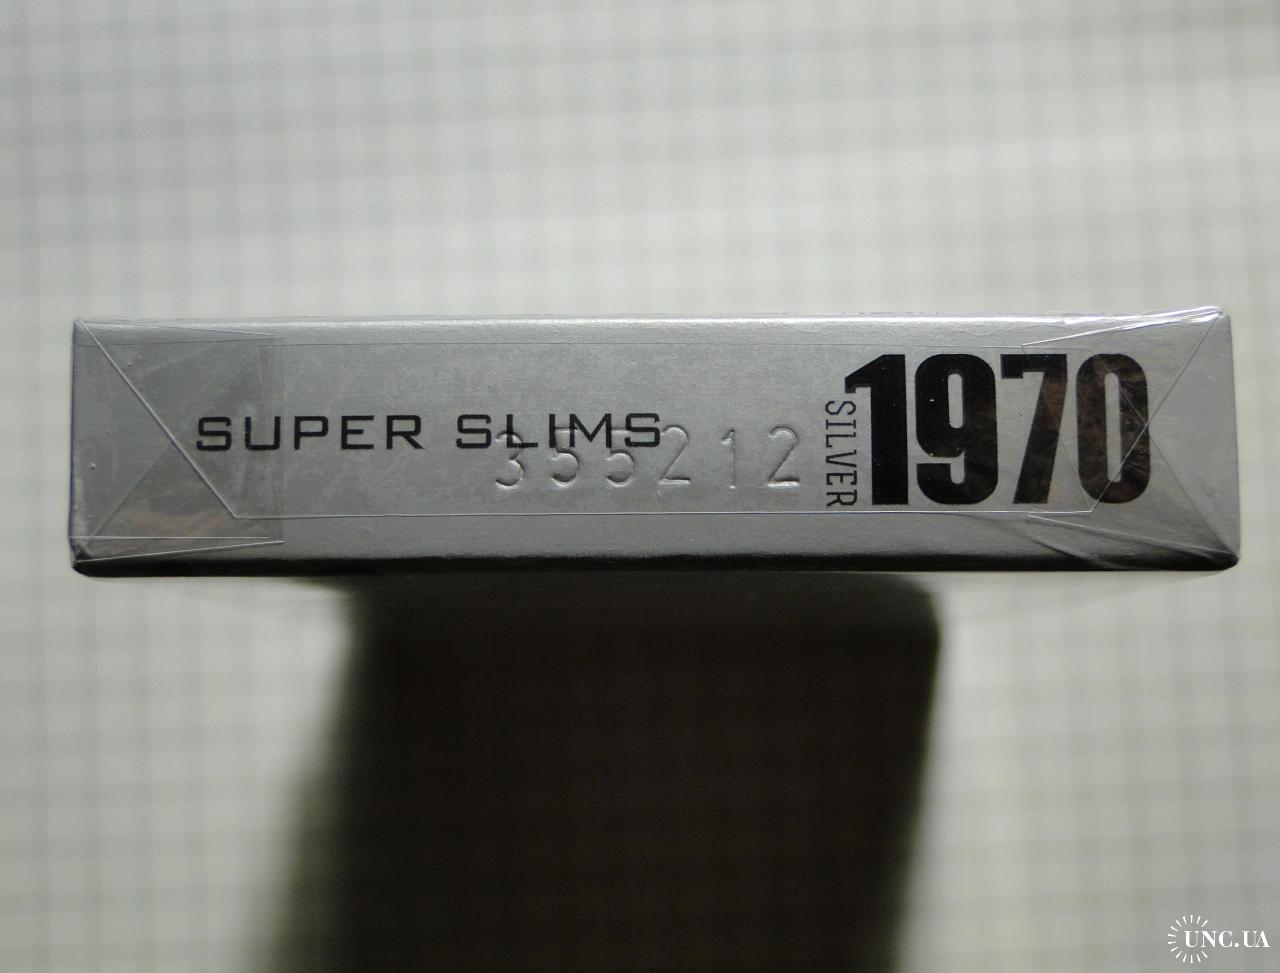 SUPER SLIMS
355212
SILVER
1970
UNC.UA